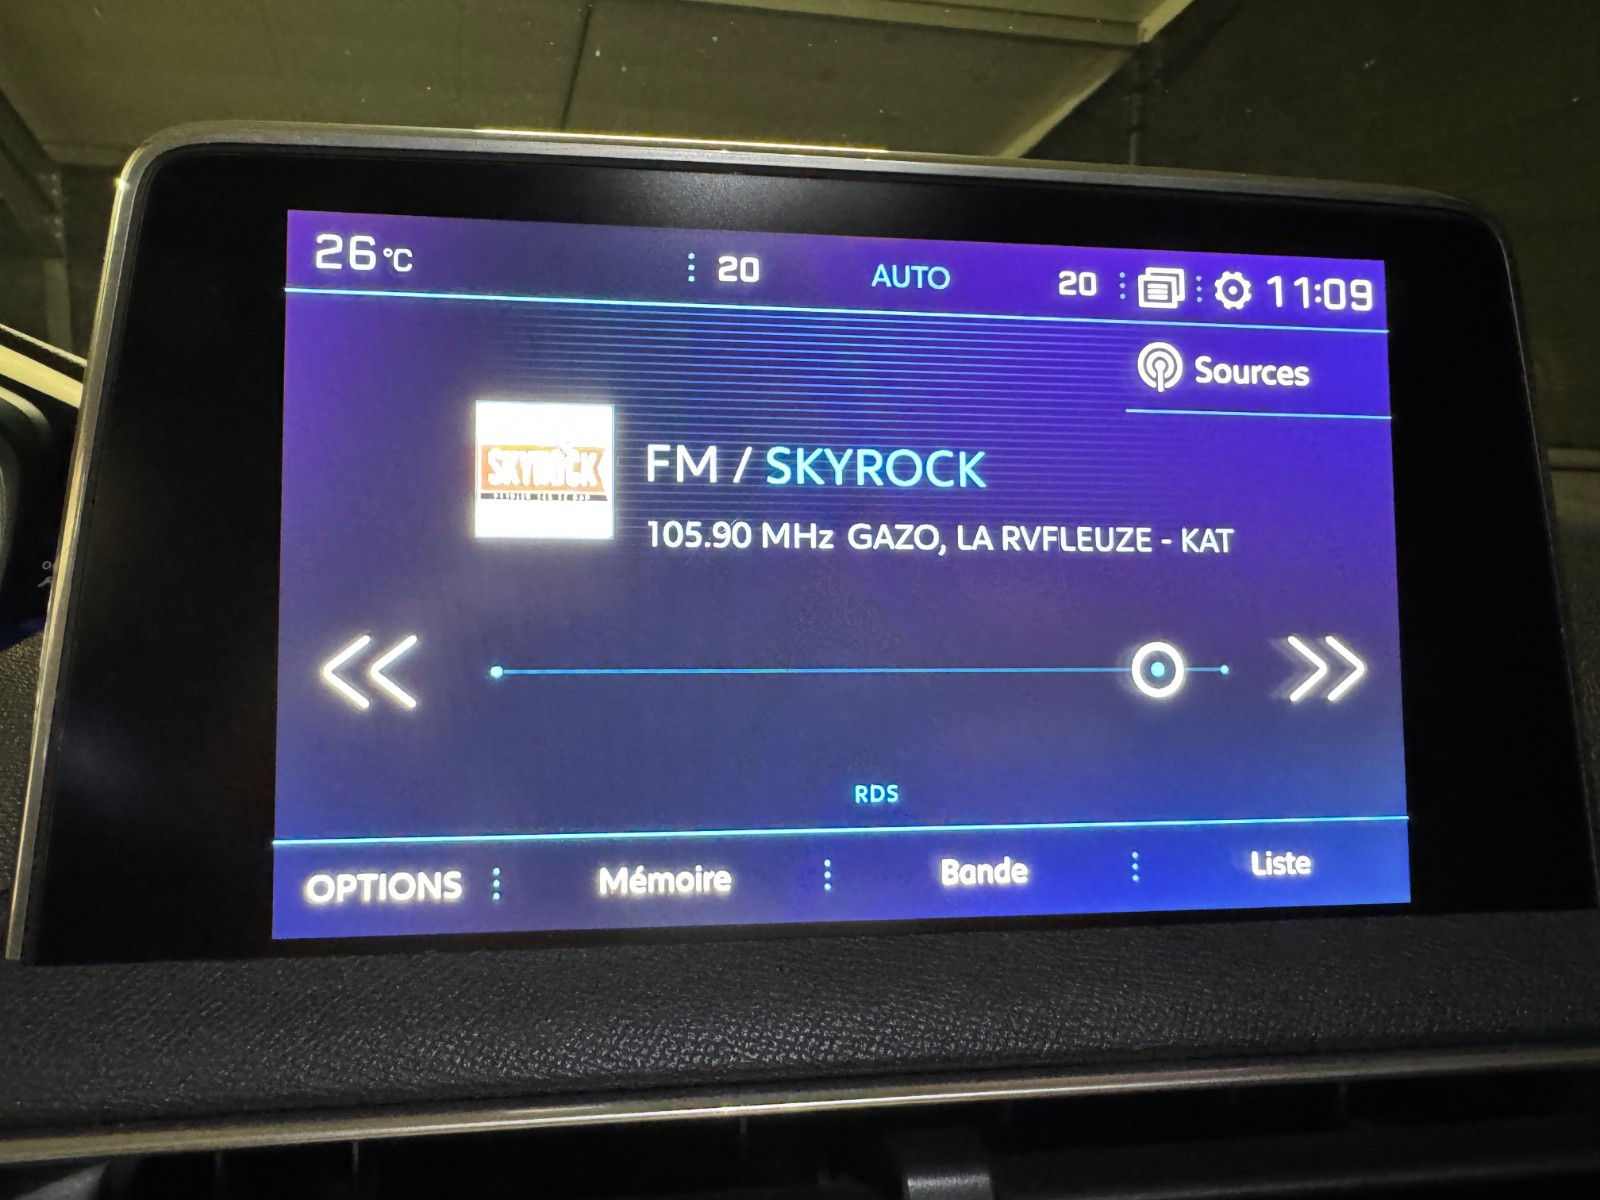 26 °C 20 AUTO 20 11:09
Sources
SKYROCK
FM / SKYROCK
105.90 MHz GAZO, LA RVFLEUZE - KAT
RDS
OPTIONS Mémoire Bande Liste